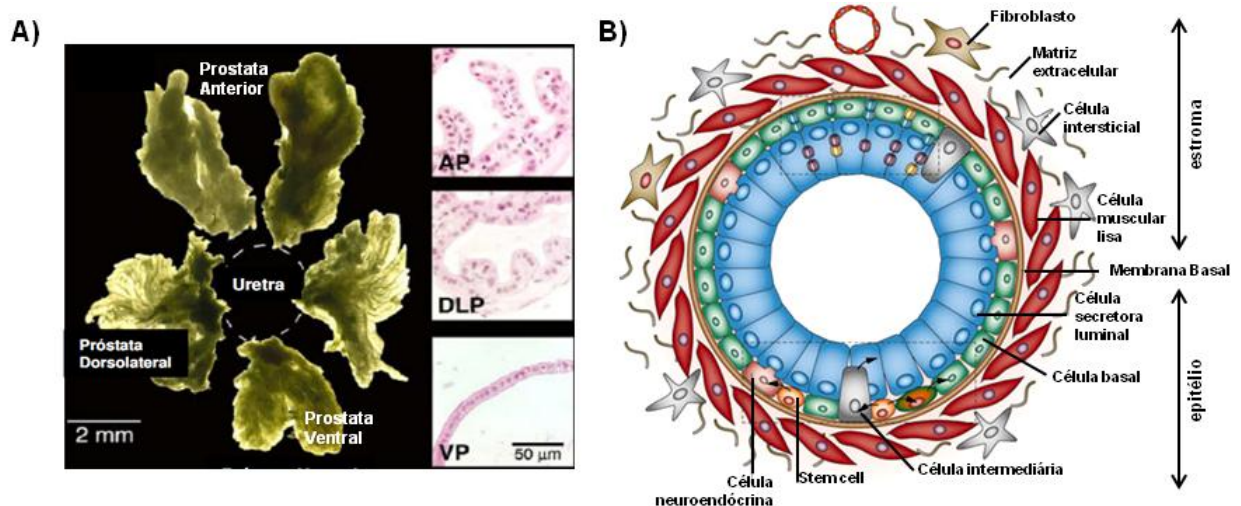 A)
Prostata
Anterior
Uretra
Próstata
Dorsolateral
Prostata
Ventral
2 mm
AP
DLP
VP
50 µm
B)
Fibroblasto
Matriz
extracelular
Célula
intersticial
Célula
muscular
lisa
Membrana Basal
Célula
secretora
luminal
Célula basal
Célula intermediária
Stem cell
Célula
neuroendócrina
estroma
epitélio